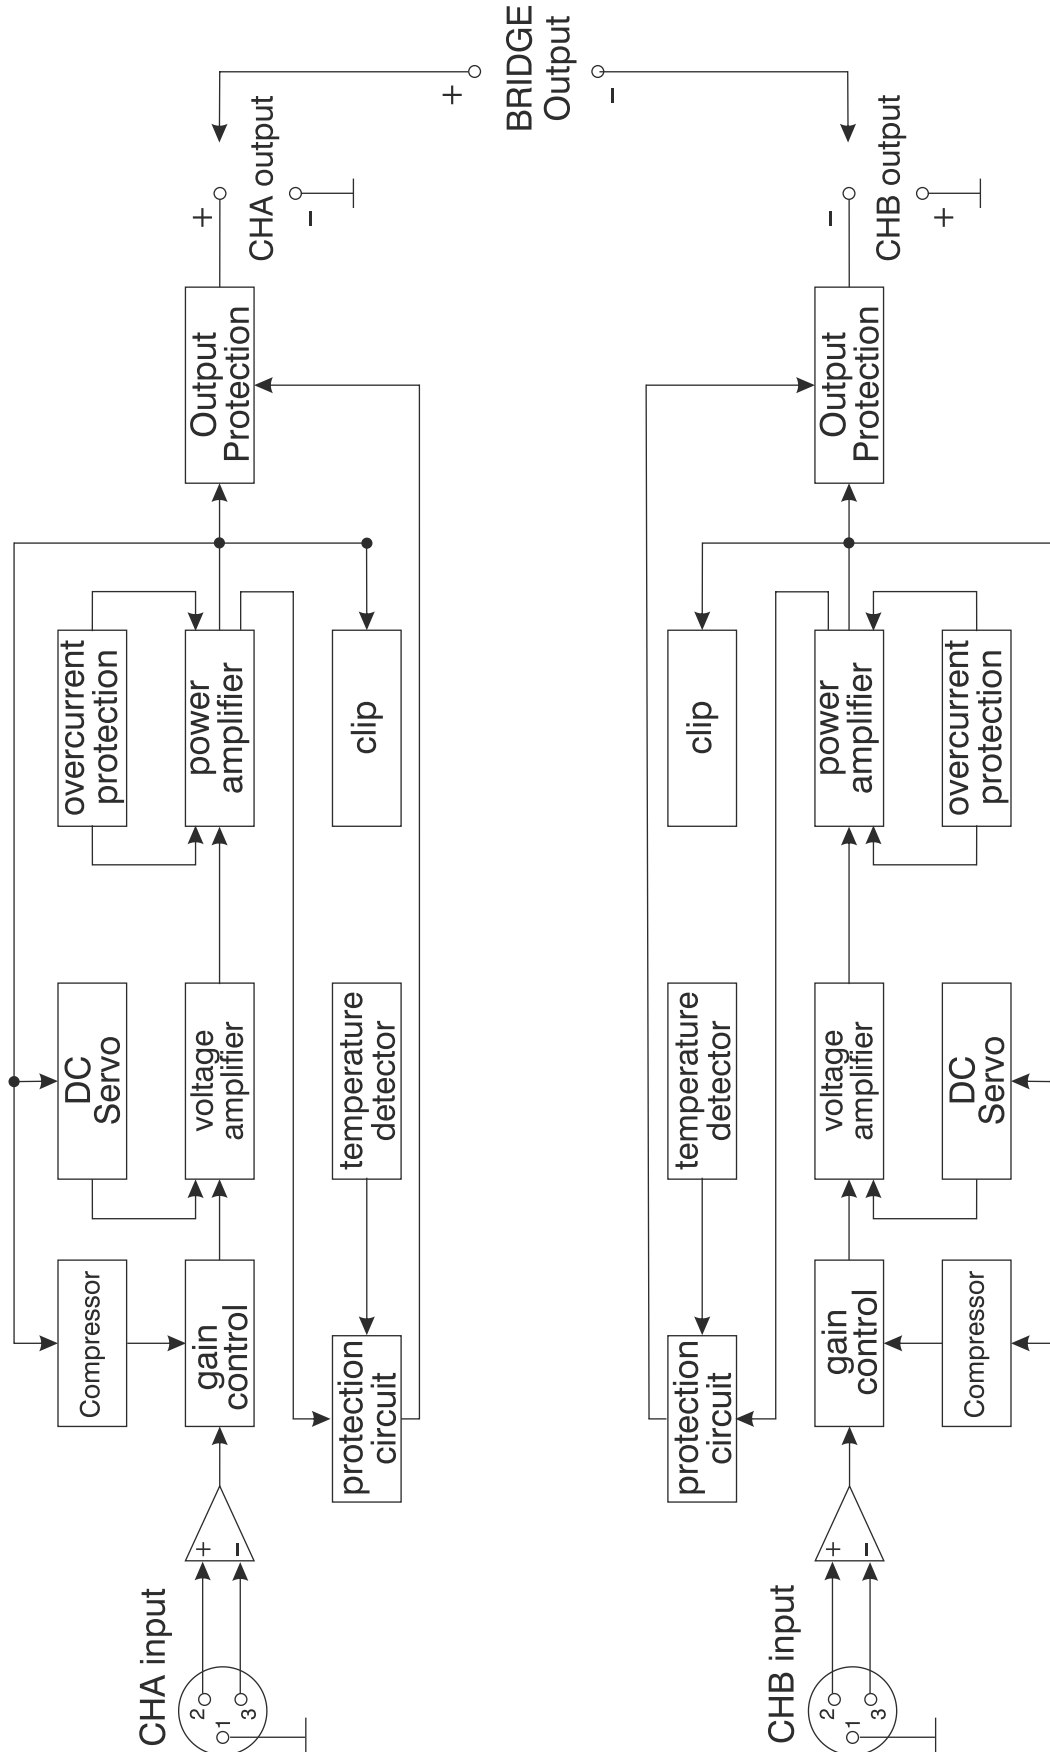 CHA input
2
3
1
+
-
gain
control
Compressor
voltage
amplifier
DC
Servo
power
amplifier
overcurrent
protection
protection
circuit
temperature
detector
clip
Output
Protection
+
CHA output
-
+
BRIDGE
Output
-
CHB input
2
3
1
+
-
gain
control
Compressor
voltage
amplifier
DC
Servo
power
amplifier
overcurrent
protection
protection
circuit
temperature
detector
clip
Output
Protection
-
CHB output
+